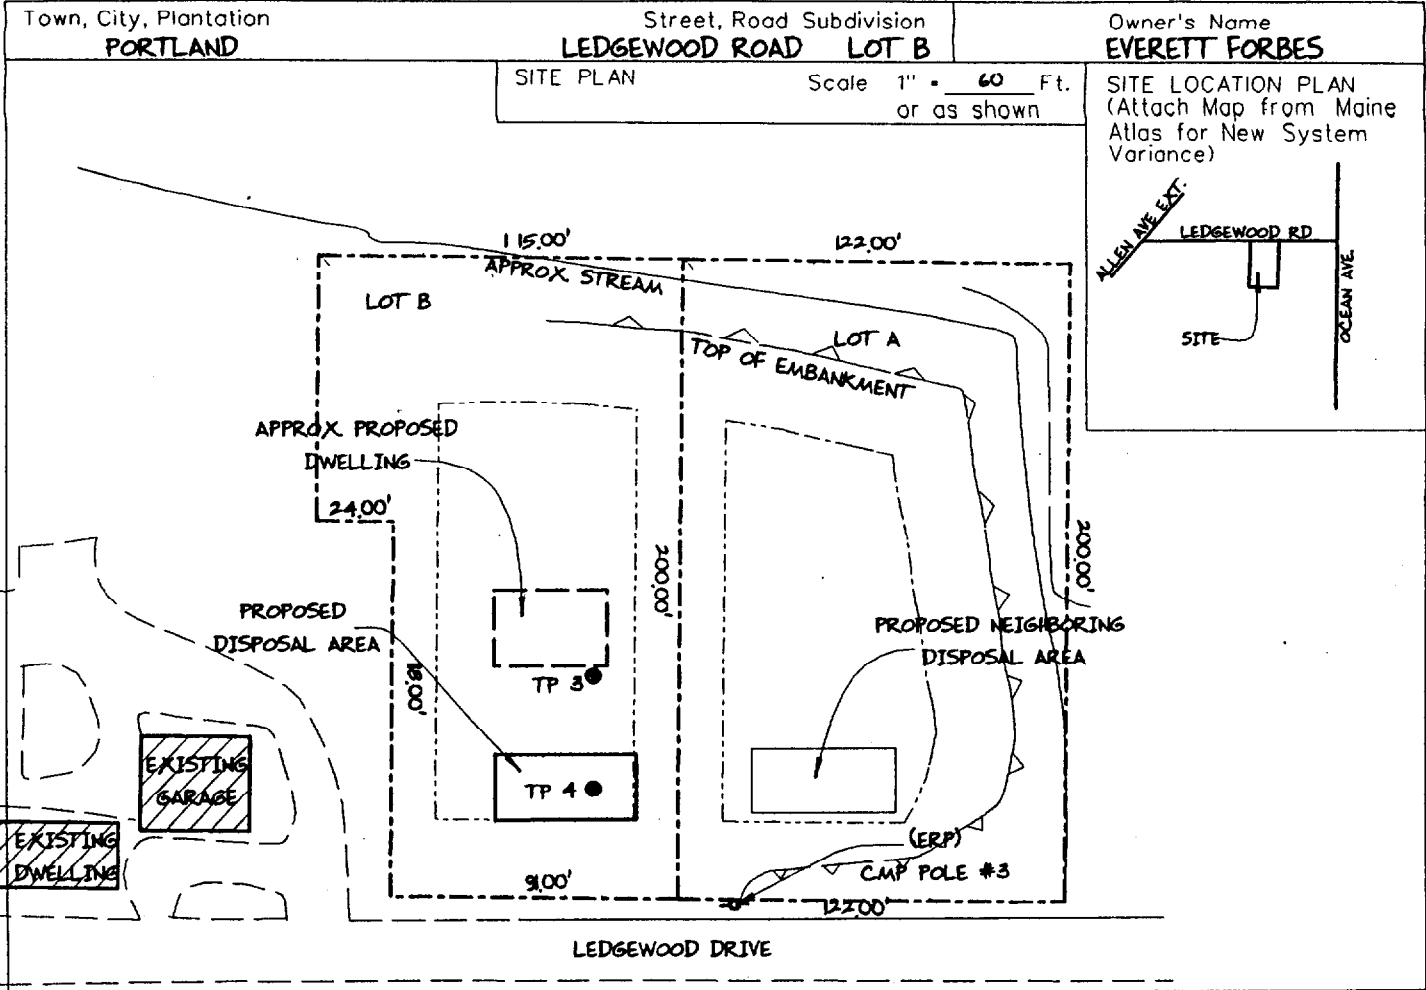 Town, City, Plantation
PORTLAND
Street, Road Subdivision
LEDGEWOOD ROAD LOT B
Owner's Name
EVERETT FORBES
SITE PLAN
Scale 1" = 60 Ft.
or as shown
SITE LOCATION PLAN
(Attach Map from Maine
Atlas for New System
Variance)
ALLEN AVE EXT.
LEDGEWOOD RD
OCEAN AVE.
SITE
115.00'
122.00'
APPROX STREAM
LOT B
LOT A
TOP OF EMBANKMENT
APPROX PROPOSED
DWELLING
24.00'
200.00'
200.00'
PROPOSED
DISPOSAL AREA
PROPOSED NEIGHBORING
DISPOSAL AREA
18.00'
TP 3
TP 4
EXISTING
GARAGE
EXISTING
DWELLING
(ERP)
CMP POLE #3
91.00'
122.00'
LEDGEWOOD DRIVE